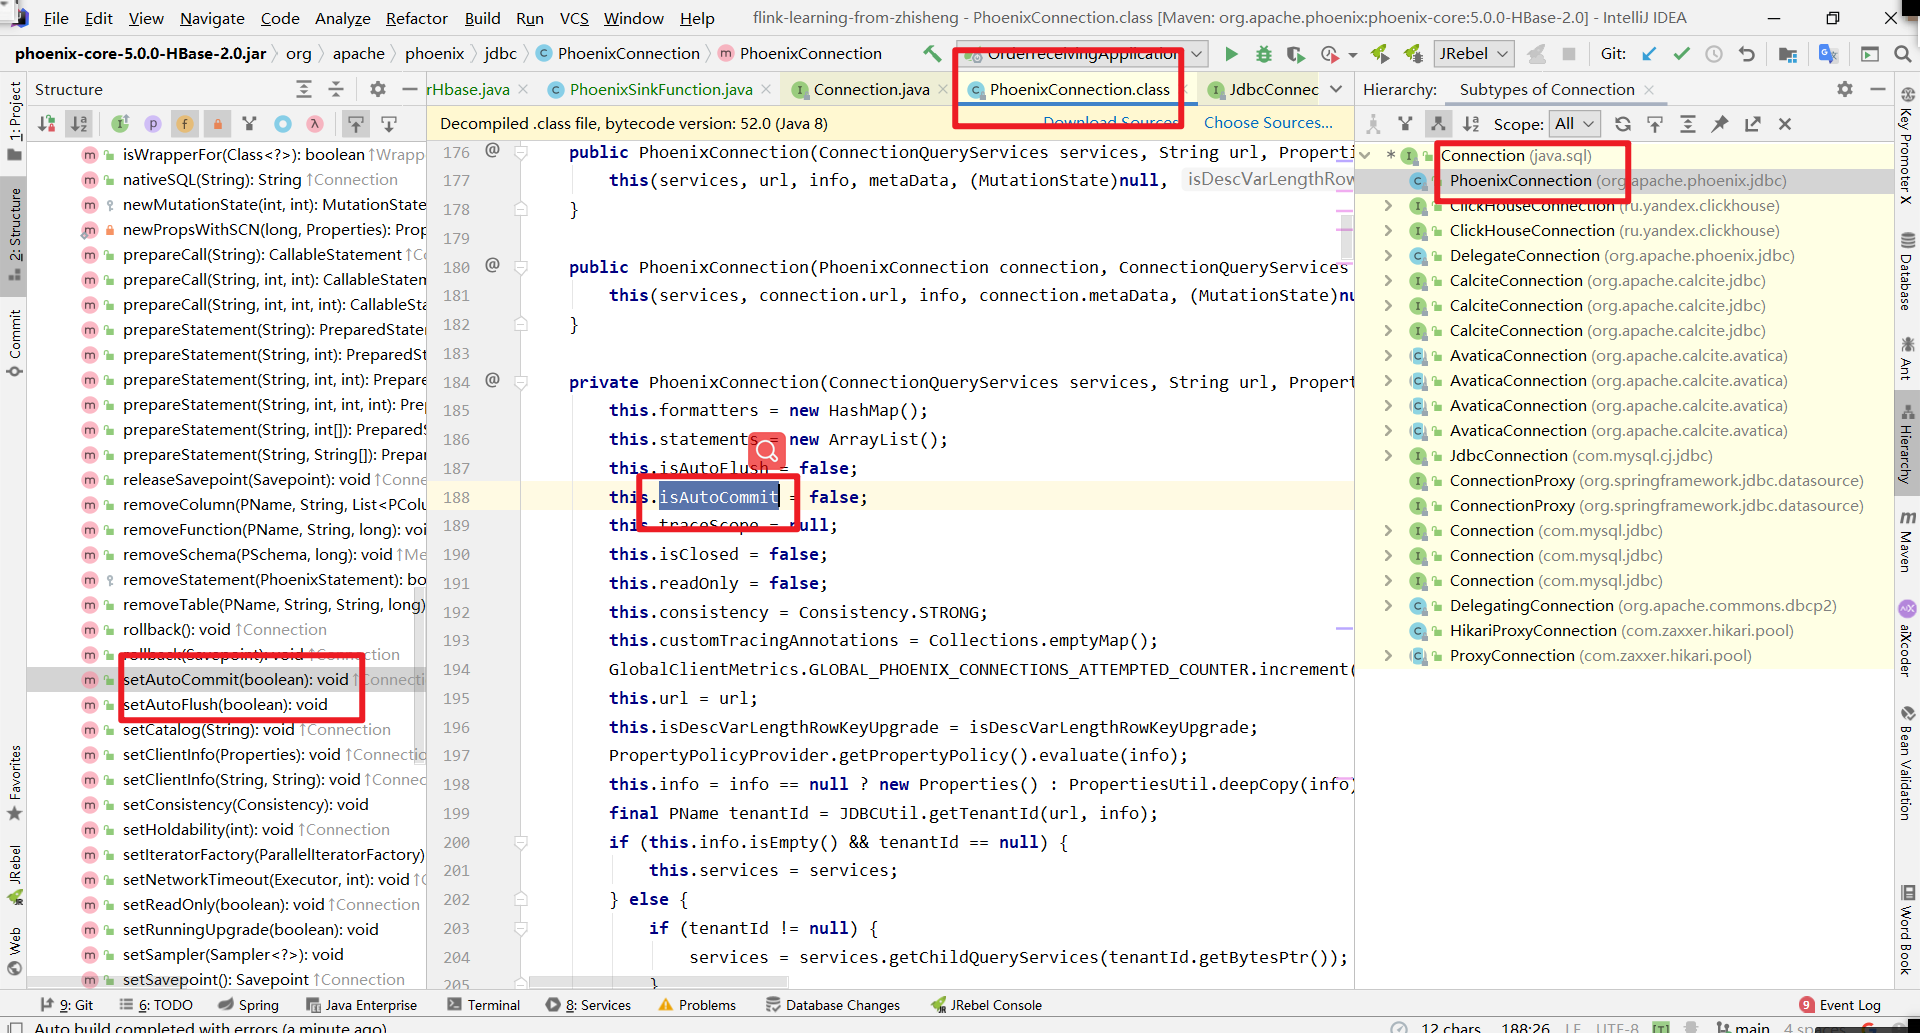 File Edit View Navigate Code Analyze Refactor Build Run VCS Window Help flink-learning-from-zhisheng - PhoenixConnection.class [Maven: org.apache.phoenix:phoenix-core:5.0.0-HBase-2.0] - IntelliJ IDEA
phoenix-core-5.0.0-HBase-2.0.jar org apache phoenix jdbc PhoenixConnection PhoenixConnection OrderreceivingApplication JRebel Git:
Structure
rHbase.java PhoenixSinkFunction.java Connection.java PhoenixConnection.class JdbcConnec
Hierarchy: Subtypes of Connection
Decompiled .class file, bytecode version: 52.0 (Java 8) Download Sources Choose Sources...
Scope: All
isWrapperFor(Class<?>): boolean ↑Wrapp
nativeSQL(String): String ↑Connection
newMutationState(int, int): MutationState
newPropsWithSCN(long, Properties): Prop
prepareCall(String): CallableStatement ↑C
prepareCall(String, int, int): CallableStatem
prepareCall(String, int, int, int): CallableSta
prepareStatement(String): PreparedStatem
prepareStatement(String, int): PreparedSt
prepareStatement(String, int, int): Prepare
prepareStatement(String, int, int, int): Pre
prepareStatement(String, int[]): PreparedS
prepareStatement(String, String[]): Prepar
releaseSavepoint(Savepoint): void ↑Conn
removeColumn(PName, String, List<PColu
removeFunction(PName, String, long): voi
removeSchema(PSchema, long): void ↑Me
removeStatement(PhoenixStatement): bo
removeTable(PName, String, String, long)
rollback(): void ↑Connection
rollback(Savepoint): void ↑Connection
setAutoCommit(boolean): void ↑Connecti
setAutoFlush(boolean): void
setCatalog(String): void ↑Connection
setClientInfo(Properties): void ↑Connectio
setClientInfo(String, String): void ↑Connec
setConsistency(Consistency): void
setHoldability(int): void ↑Connection
setIteratorFactory(ParallelIteratorFactory)
setNetworkTimeout(Executor, int): void ↑C
setReadOnly(boolean): void ↑Connection
setRunningUpgrade(boolean): void
setSampler(Sampler<?>): void
setSavepoint(): Savepoint ↑Connection
176 @ public PhoenixConnection(ConnectionQueryServices services, String url, Properti
177 this(services, url, info, metaData, (MutationState)null, isDescVarLengthRow
178 }
179
180 @ public PhoenixConnection(PhoenixConnection connection, ConnectionQueryServices
181 this(services, connection.url, info, connection.metaData, (MutationState)nu
182 }
183
184 @ private PhoenixConnection(ConnectionQueryServices services, String url, Propert
185 this.formatters = new HashMap();
186 this.statements = new ArrayList();
187 this.isAutoFlush = false;
188 this.isAutoCommit = false;
189 this.traceScope = null;
190 this.isClosed = false;
191 this.readOnly = false;
192 this.consistency = Consistency.STRONG;
193 this.customTracingAnnotations = Collections.emptyMap();
194 GlobalClientMetrics.GLOBAL_PHOENIX_CONNECTIONS_ATTEMPTED_COUNTER.increment(
195 this.url = url;
196 this.isDescVarLengthRowKeyUpgrade = isDescVarLengthRowKeyUpgrade;
197 PropertyPolicyProvider.getPropertyPolicy().evaluate(info);
198 this.info = info == null ? new Properties() : PropertiesUtil.deepCopy(info)
199 final PName tenantId = JDBCUtil.getTenantId(url, info);
200 if (this.info.isEmpty() && tenantId == null) {
201 this.services = services;
202 } else {
203 if (tenantId != null) {
204 services = services.getChildQueryServices(tenantId.getBytesPtr());
205 }
* Connection (java.sql)
PhoenixConnection (org.apache.phoenix.jdbc)
ClickHouseConnection (ru.yandex.clickhouse)
ClickHouseConnection (ru.yandex.clickhouse)
DelegateConnection (org.apache.phoenix.jdbc)
CalciteConnection (org.apache.calcite.jdbc)
CalciteConnection (org.apache.calcite.jdbc)
CalciteConnection (org.apache.calcite.jdbc)
AvaticaConnection (org.apache.calcite.avatica)
AvaticaConnection (org.apache.calcite.avatica)
AvaticaConnection (org.apache.calcite.avatica)
AvaticaConnection (org.apache.calcite.avatica)
JdbcConnection (com.mysql.cj.jdbc)
ConnectionProxy (org.springframework.jdbc.datasource)
ConnectionProxy (org.springframework.jdbc.datasource)
Connection (com.mysql.jdbc)
Connection (com.mysql.jdbc)
Connection (com.mysql.jdbc)
DelegatingConnection (org.apache.commons.dbcp2)
HikariProxyConnection (com.zaxxer.hikari.pool)
ProxyConnection (com.zaxxer.hikari.pool)
1: Project
2: Structure
Commit
Favorites
JRebel
Web
Key Promoter X
Database
Ant
Hierarchy
Maven
aiXcoder
Bean Validation
Word Book
9: Git 6: TODO Spring Java Enterprise Terminal 8: Services Problems Database Changes JRebel Console 9 Event Log
Auto build completed with errors (a minute ago) 12 chars 188:26 LF UTF-8 4 spaces main